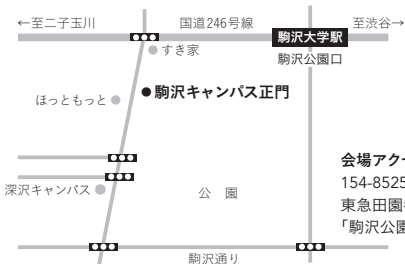 ←至二子玉川
国道246号線
至渋谷→
駒沢大学駅
駒沢公園口
すき家
ほっともっと
駒沢キャンパス正門
深沢キャンパス
公 園
駒沢通り
会場アク
154-8525
東急田園
「駒沢公園